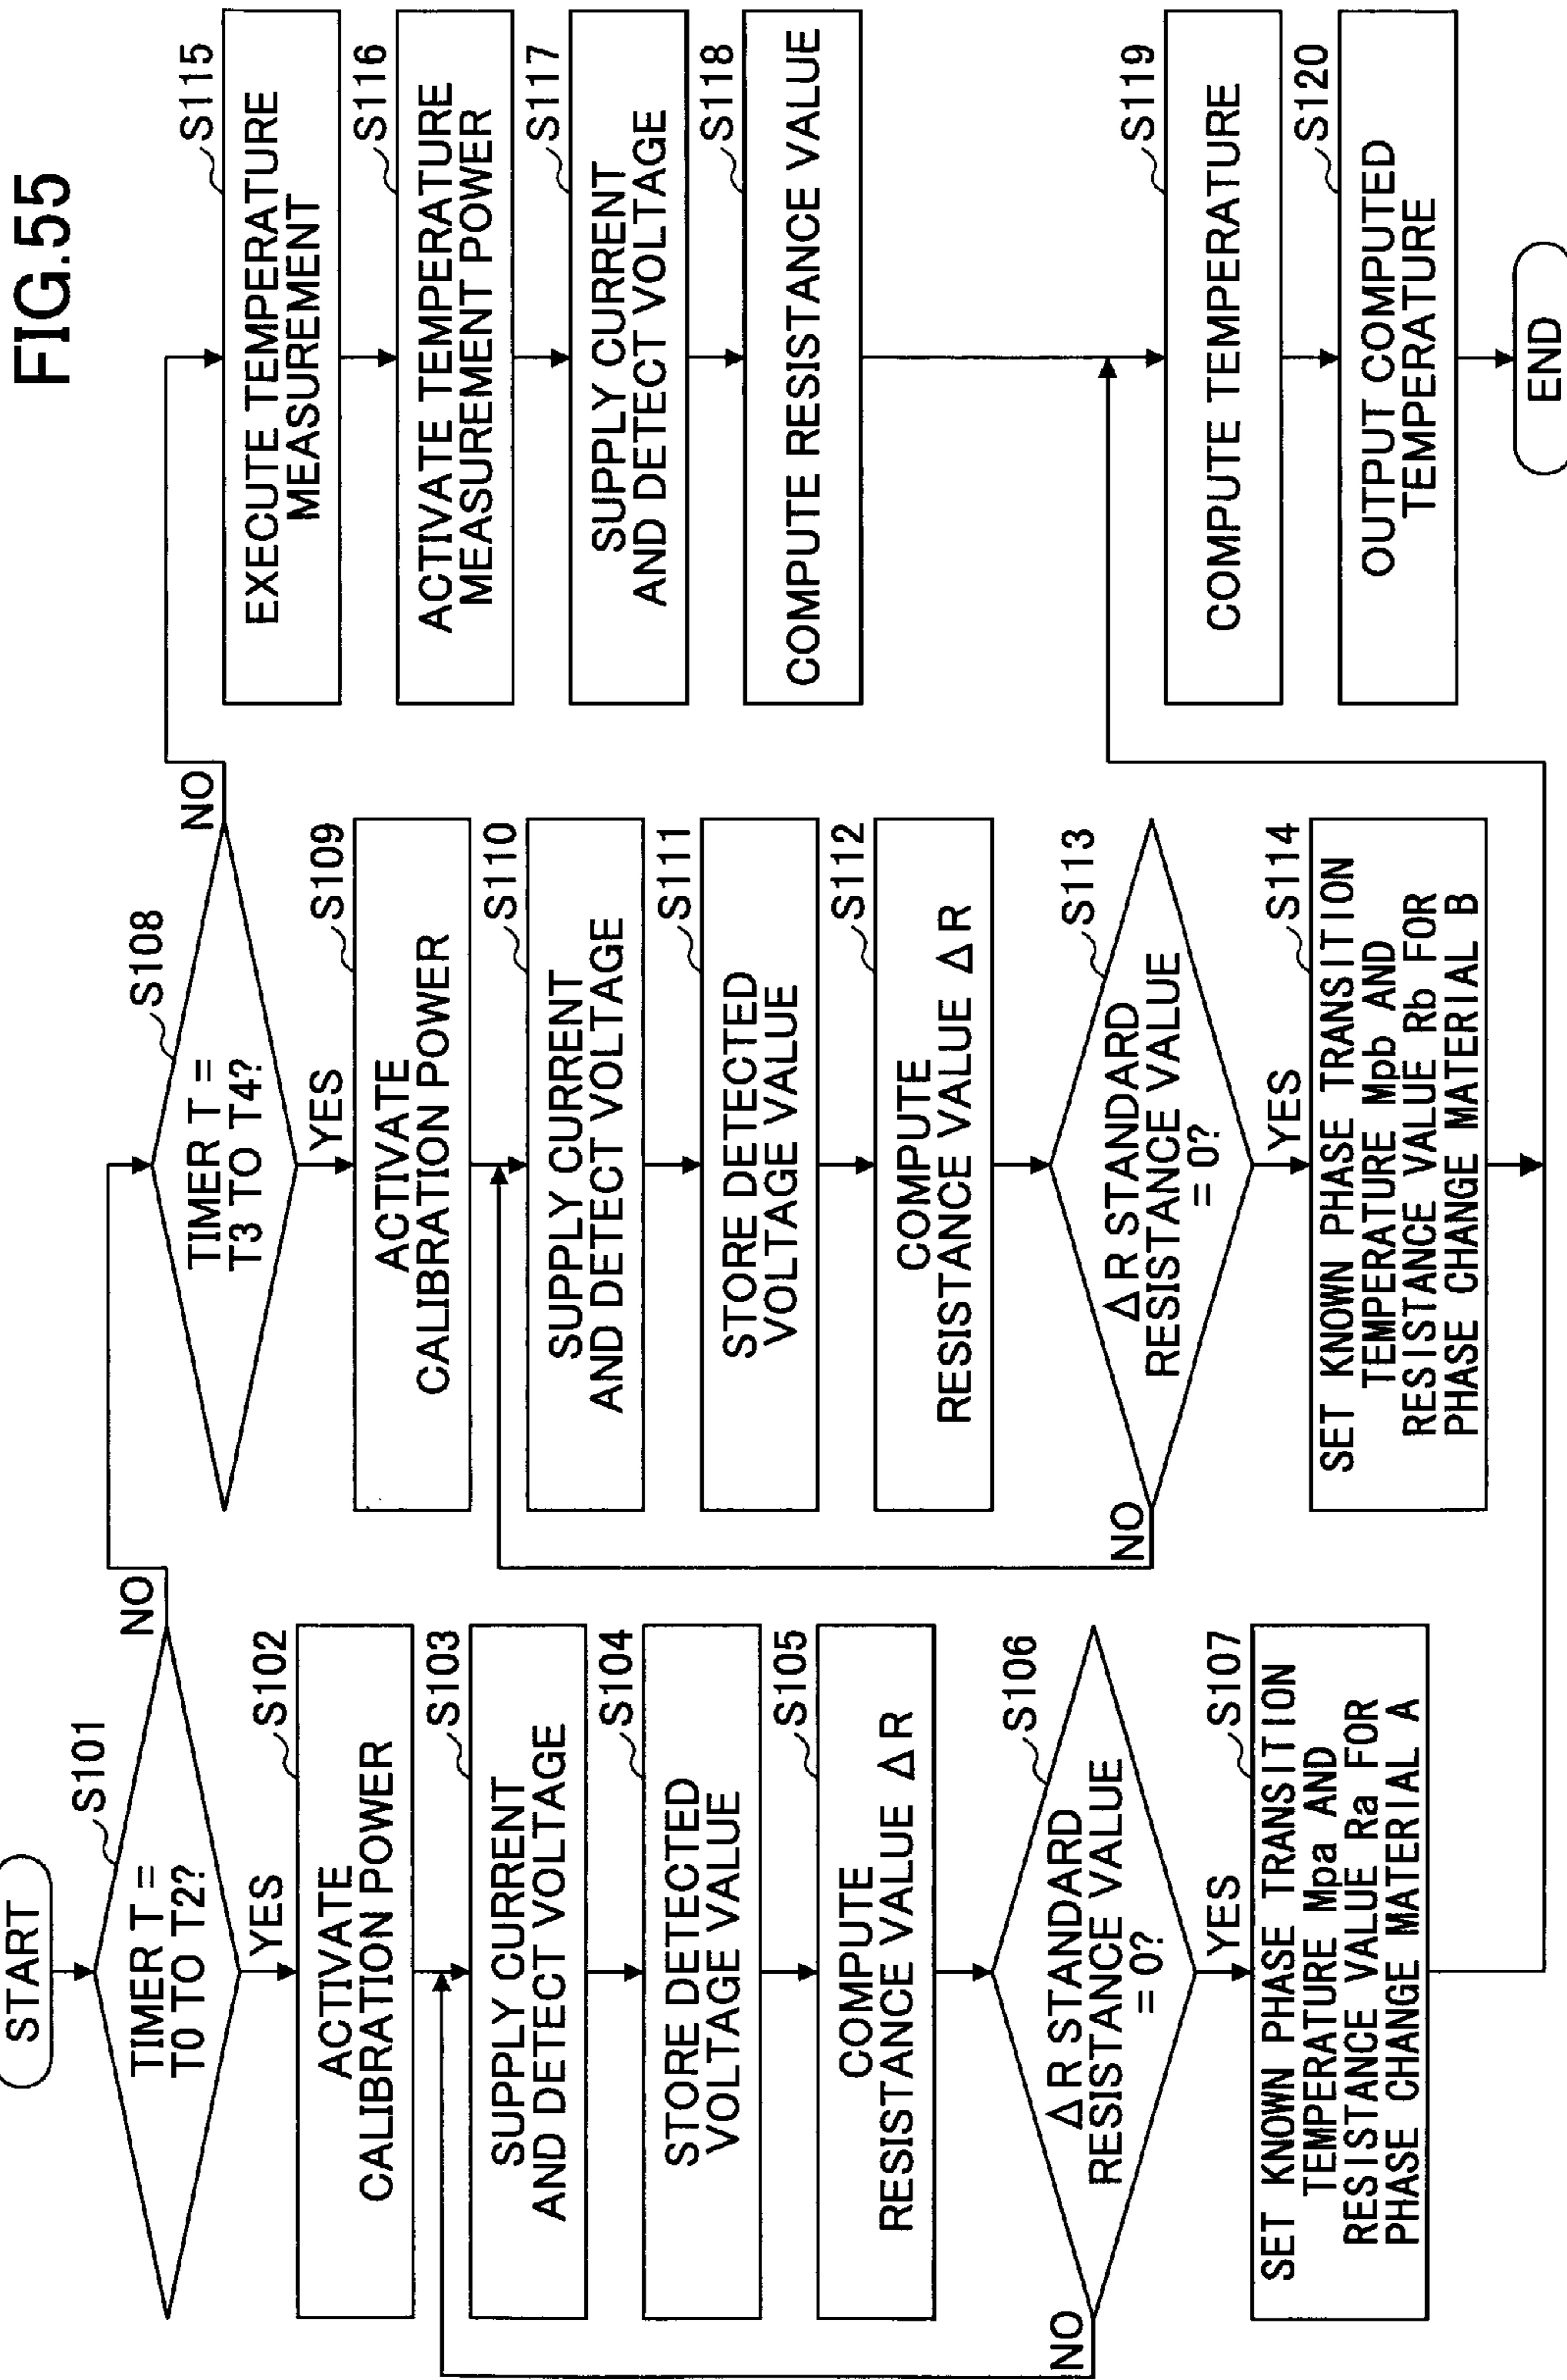 FIG.55
START
S101
TIMER T =
T0 TO T2?
NO
YES
S102
ACTIVATE
CALIBRATION POWER
S103
SUPPLY CURRENT
AND DETECT VOLTAGE
S104
STORE DETECTED
VOLTAGE VALUE
S105
COMPUTE
RESISTANCE VALUE Δ R
S106
Δ R STANDARD
RESISTANCE VALUE
= 0?
NO
YES
S107
SET KNOWN PHASE TRANSITION
TEMPERATURE Mpa AND
RESISTANCE VALUE Ra FOR
PHASE CHANGE MATERIAL A
S108
TIMER T =
T3 TO T4?
NO
YES
S109
ACTIVATE
CALIBRATION POWER
S110
SUPPLY CURRENT
AND DETECT VOLTAGE
S111
STORE DETECTED
VOLTAGE VALUE
S112
COMPUTE
RESISTANCE VALUE Δ R
S113
Δ R STANDARD
RESISTANCE VALUE
= 0?
NO
YES
S114
SET KNOWN PHASE TRANSITION
TEMPERATURE Mpb AND
RESISTANCE VALUE Rb FOR
PHASE CHANGE MATERIAL B
S115
EXECUTE TEMPERATURE
MEASUREMENT
S116
ACTIVATE TEMPERATURE
MEASUREMENT POWER
S117
SUPPLY CURRENT
AND DETECT VOLTAGE
S118
COMPUTE RESISTANCE VALUE
S119
COMPUTE TEMPERATURE
S120
OUTPUT COMPUTED
TEMPERATURE
END